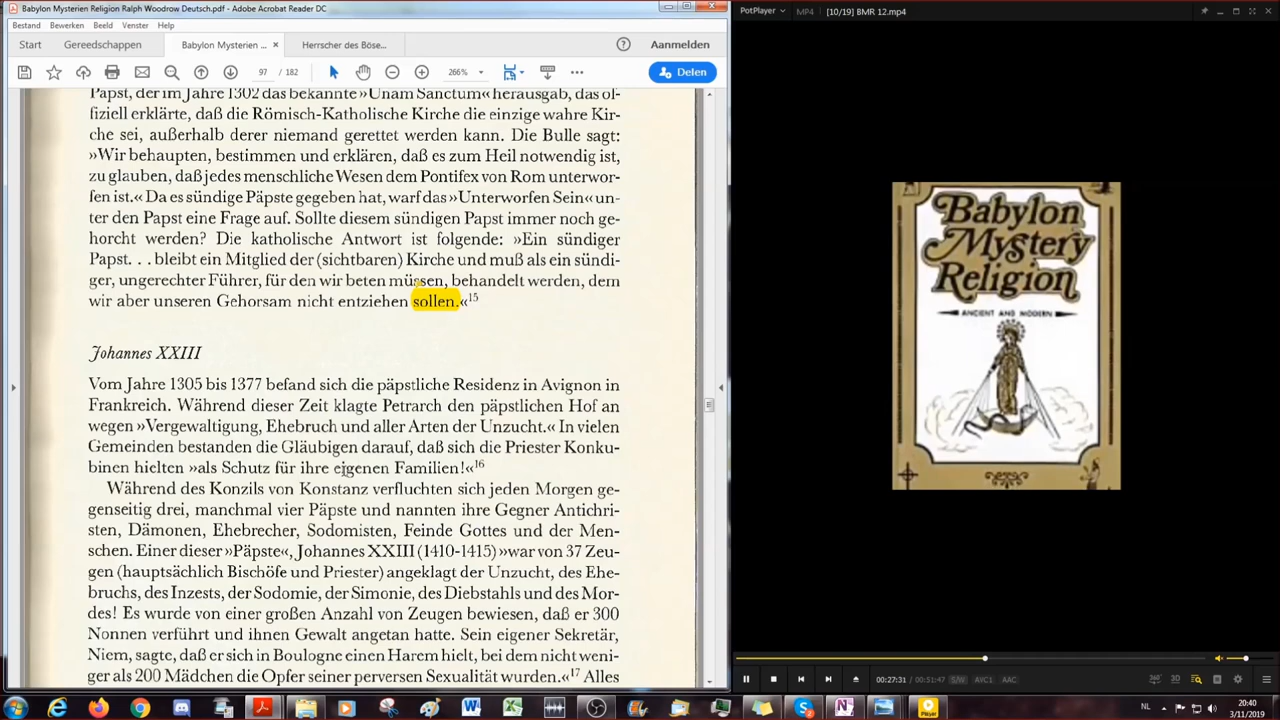 Babylon Mysterien Religion Ralph Woodrow Deutsch.pdf - Adobe Acrobat Reader DC
Bestand Bewerken Beeld Venster Help
Start Gereedschappen Babylon Mysterien ... × Herrscher des Böse... Aanmelden
97 / 182 266% Delen
Papst, der im Jahre 1302 das bekannte »Unam Sanctum« herausgab, das of-
fiziell erklärte, daß die Römisch-Katholische Kirche die einzige wahre Kir-
che sei, außerhalb derer niemand gerettet werden kann. Die Bulle sagt:
»Wir behaupten, bestimmen und erklären, daß es zum Heil notwendig ist,
zu glauben, daß jedes menschliche Wesen dem Pontifex von Rom unterwor-
fen ist.« Da es sündige Päpste gegeben hat, warf das »Unterworfen Sein« un-
ter den Papst eine Frage auf. Sollte diesem sündigen Papst immer noch ge-
horcht werden? Die katholische Antwort ist folgende: »Ein sündiger
Papst. . . bleibt ein Mitglied der (sichtbaren) Kirche und muß als ein sündi-
ger, ungerechter Führer, für den wir beten müssen, behandelt werden, dem
wir aber unseren Gehorsam nicht entziehen sollen.«15
Johannes XXIII
Vom Jahre 1305 bis 1377 befand sich die päpstliche Residenz in Avignon in
Frankreich. Während dieser Zeit klagte Petrarch den päpstlichen Hof an
wegen »Vergewaltigung, Ehebruch und aller Arten der Unzucht.« In vielen
Gemeinden bestanden die Gläubigen darauf, daß sich die Priester Konku-
binen hielten »als Schutz für ihre eigenen Familien!«16
Während des Konzils von Konstanz verfluchten sich jeden Morgen ge-
genseitig drei, manchmal vier Päpste und nannten ihre Gegner Antichri-
sten, Dämonen, Ehebrecher, Sodomisten, Feinde Gottes und der Men-
schen. Einer dieser »Päpste«, Johannes XXIII (1410-1415) »war von 37 Zeu-
gen (hauptsächlich Bischöfe und Priester) angeklagt der Unzucht, des Ehe-
bruchs, des Inzests, der Sodomie, der Simonie, des Diebstahls und des Mor-
des! Es wurde von einer großen Anzahl von Zeugen bewiesen, daß er 300
Nonnen verführt und ihnen Gewalt angetan hatte. Sein eigener Sekretär,
Niem, sagte, daß er sich in Boulogne einen Harem hielt, bei dem nicht weni-
ger als 200 Mädchen die Opfer seiner perversen Sexualität wurden.«17 Alles
PotPlayer MP4 [10/19] BMR 12.mp4
Babylon
Mystery
Religion
ANCIENT AND MODERN
00:27:31 / 00:51:47 S/W AVC1 AAC 360° 3D
NL 20:40
3/11/2019